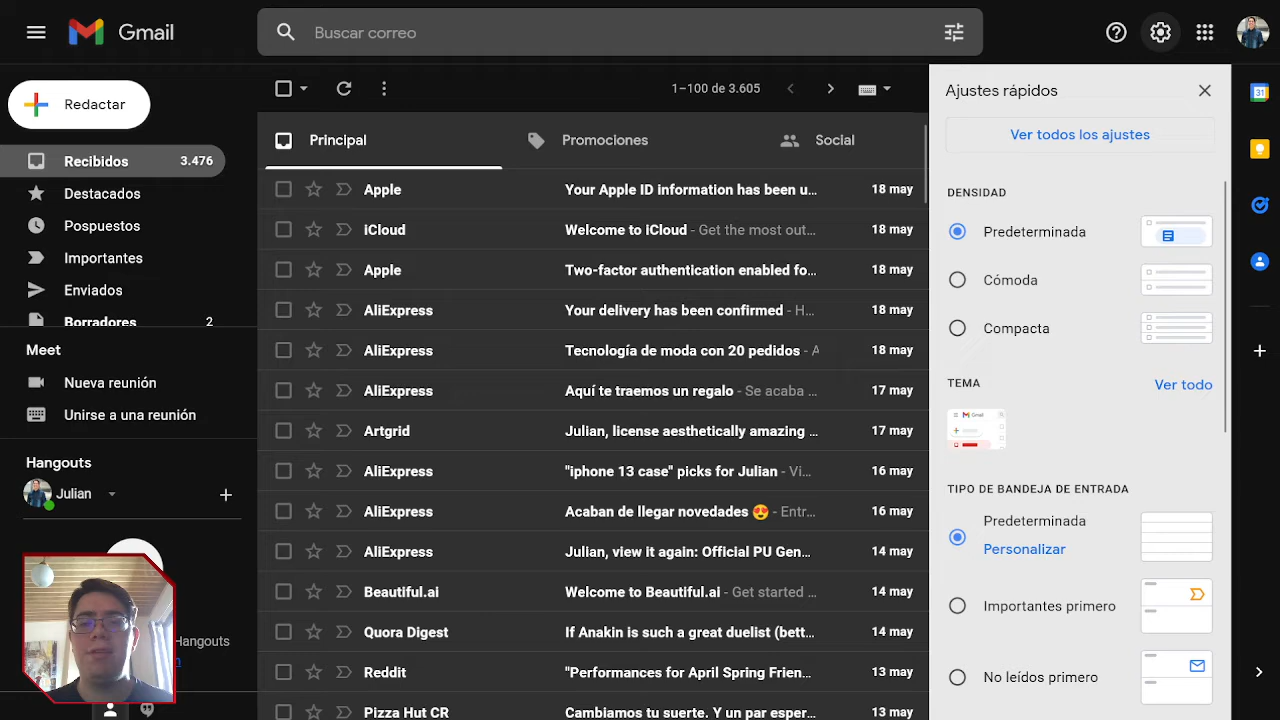 Gmail
Buscar correo
Redactar
Recibidos 3.476
Destacados
Pospuestos
Importantes
Enviados
Borradores 2
Meet
Nueva reunión
Unirse a una reunión
Hangouts
Julian
Hangouts
1–100 de 3.605
Principal
Promociones
Social
Apple Your Apple ID information has been u... 18 may
iCloud Welcome to iCloud - Get the most out... 18 may
Apple Two-factor authentication enabled fo... 18 may
AliExpress Your delivery has been confirmed - H... 18 may
AliExpress Tecnología de moda con 20 pedidos - A 18 may
AliExpress Aquí te traemos un regalo - Se acaba ... 17 may
Artgrid Julian, license aesthetically amazing ... 17 may
AliExpress "iphone 13 case" picks for Julian - Vi... 16 may
AliExpress Acaban de llegar novedades 😍 - Entr... 16 may
AliExpress Julian, view it again: Official PU Gen... 14 may
Beautiful.ai Welcome to Beautiful.ai - Get started ... 14 may
Quora Digest If Anakin is such a great duelist (bett... 14 may
Reddit "Performances for April Spring Frien... 13 may
Pizza Hut CR Cambiamos tu suerte. Y un par esper... 13 may
Ajustes rápidos
Ver todos los ajustes
DENSIDAD
Predeterminada
Cómoda
Compacta
TEMA Ver todo
Gmail
TIPO DE BANDEJA DE ENTRADA
Predeterminada
Personalizar
Importantes primero
No leídos primero
31